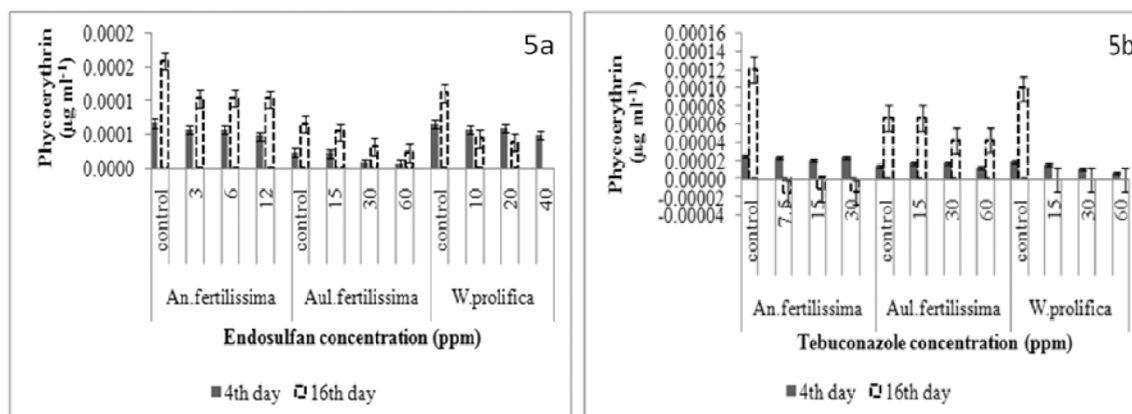 5a
Phycoerythrin
(µg ml-1)
0.0002
0.0002
0.0001
0.0001
0.0000
control
3
6
12
control
15
30
60
control
10
20
40
An.fertilissima
Aul.fertilissima
W.prolifica
Endosulfan concentration (ppm)
4th day
16th day
5b
Phycoerythrin
(µg ml-1)
0.00016
0.00014
0.00012
0.00010
0.00008
0.00006
0.00004
0.00002
0.00000
-0.00002
-0.00004
control
7.5
15
30
control
15
30
60
control
15
30
60
An.fertilissima
Aul.fertilissima
W.prolifica
Tebuconazole concentration (ppm)
4th day
16th day